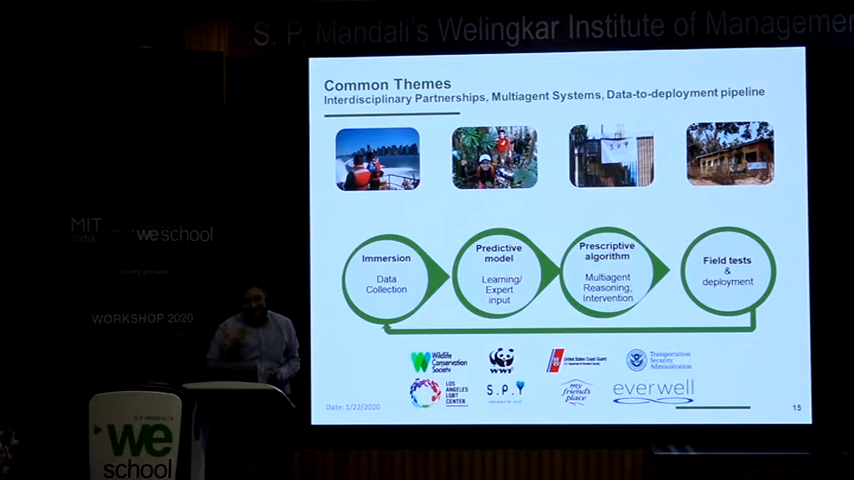 S. P. Mandali's Welingkar Institute of Management
Common Themes
Interdisciplinary Partnerships, Multiagent Systems, Data-to-deployment pipeline
S P Y
Immersion
Data
Collection
Predictive
model
Learning/
Expert
input
Prescriptive
algorithm
Multiagent
Reasoning;
Intervention
Field tests
&
deployment
Wildlife
Conservation
Society
WWF
United States Coast Guard
Transportation
Security
Administration
LOS
ANGELES
LGBT
CENTER
S.P.Y
my
friend's
place
everwell
Date: 1/22/2020
15
MIT
India
we school
Jointly present
WORKSHOP 2020
we
school